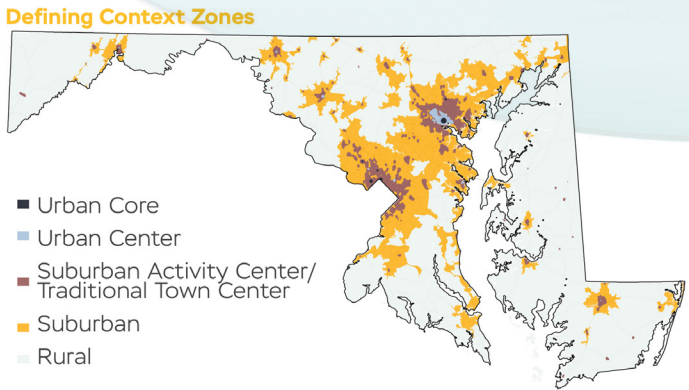 Defining Context Zones
Urban Core
Urban Center
Suburban Activity Center/
Traditional Town Center
Suburban
Rural